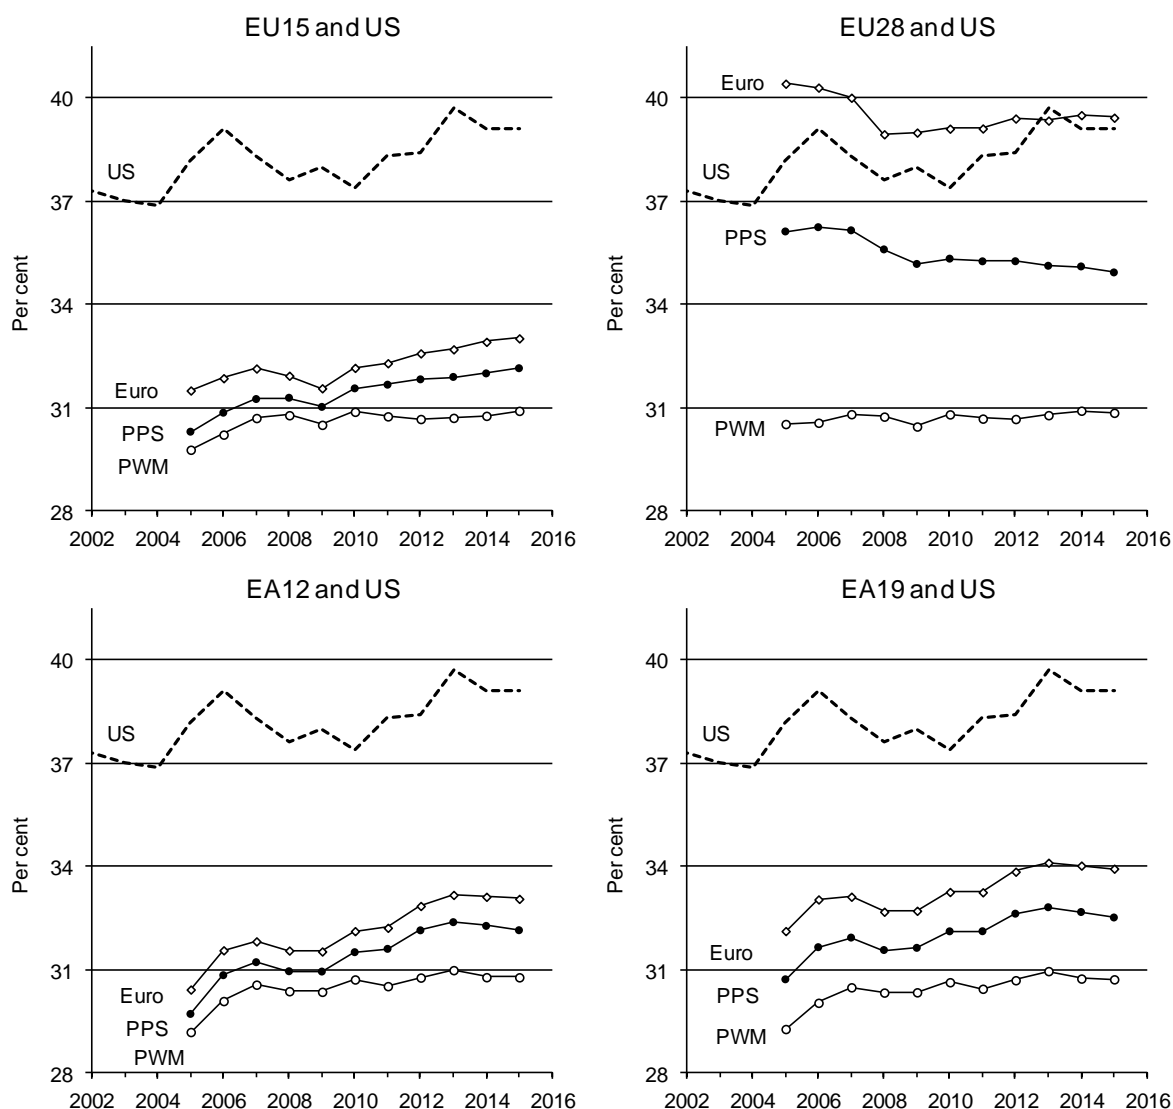 EU15 and US
Per cent
40
37
34
31
28
US
Euro
PPS
PWM
2002 2004 2006 2008 2010 2012 2014 2016
EU28 and US
Per cent
40
37
34
31
28
Euro
US
PPS
PWM
2002 2004 2006 2008 2010 2012 2014 2016
EA12 and US
Per cent
40
37
34
31
28
US
Euro
PPS
PWM
2002 2004 2006 2008 2010 2012 2014 2016
EA19 and US
Per cent
40
37
34
31
28
US
Euro
PPS
PWM
2002 2004 2006 2008 2010 2012 2014 2016